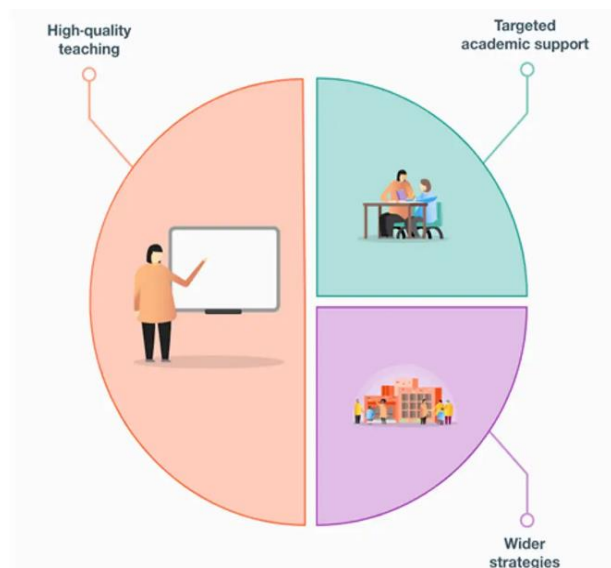 High-quality
teaching
Targeted
academic support
Wider
strategies